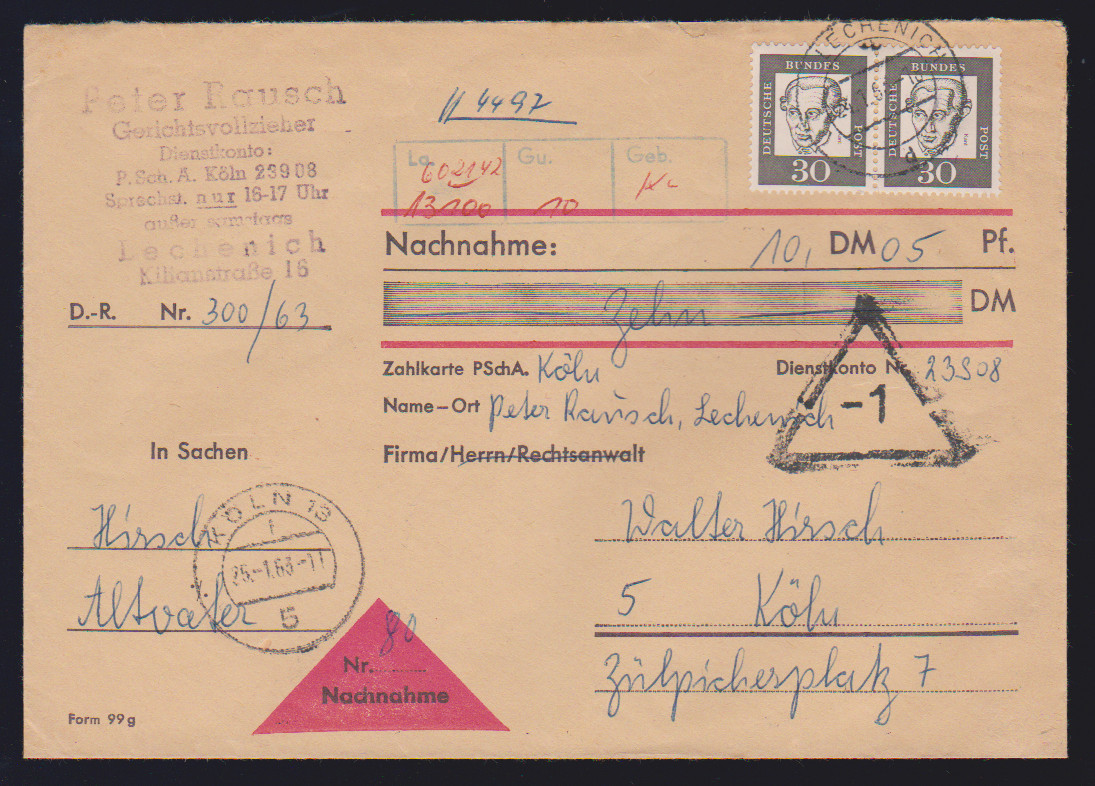 Peter Rausch
Gerichtsvollzieher
Dienstkonto:
P.Sch.A. Köln 23908
Sprechst. nur 16-17 Uhr
außer samstags
Lechenich
Kilianstraße 16
D.-R. Nr. 300/63
In Sachen
Hirsch
Altvater
KÖLN 13
25.-1.63-11
5
Form 99g
Nr. 80
Nachnahme
11 4497
La. Gu. Geb.
602142
13100 10
LECHENICH
d
DEUTSCHE BUNDES POST
30
DEUTSCHE BUNDES POST
30
Nachnahme: 10, DM 05 Pf.
Zehn DM
Zahlkarte PSchA. Köln Dienstkonto Nr. 23908
Name-Ort Peter Rausch, Lechenich
-1
Firma/Herrn/Rechtsanwalt
Walter Hirsch
5 Köln
Zülpicherplatz 7